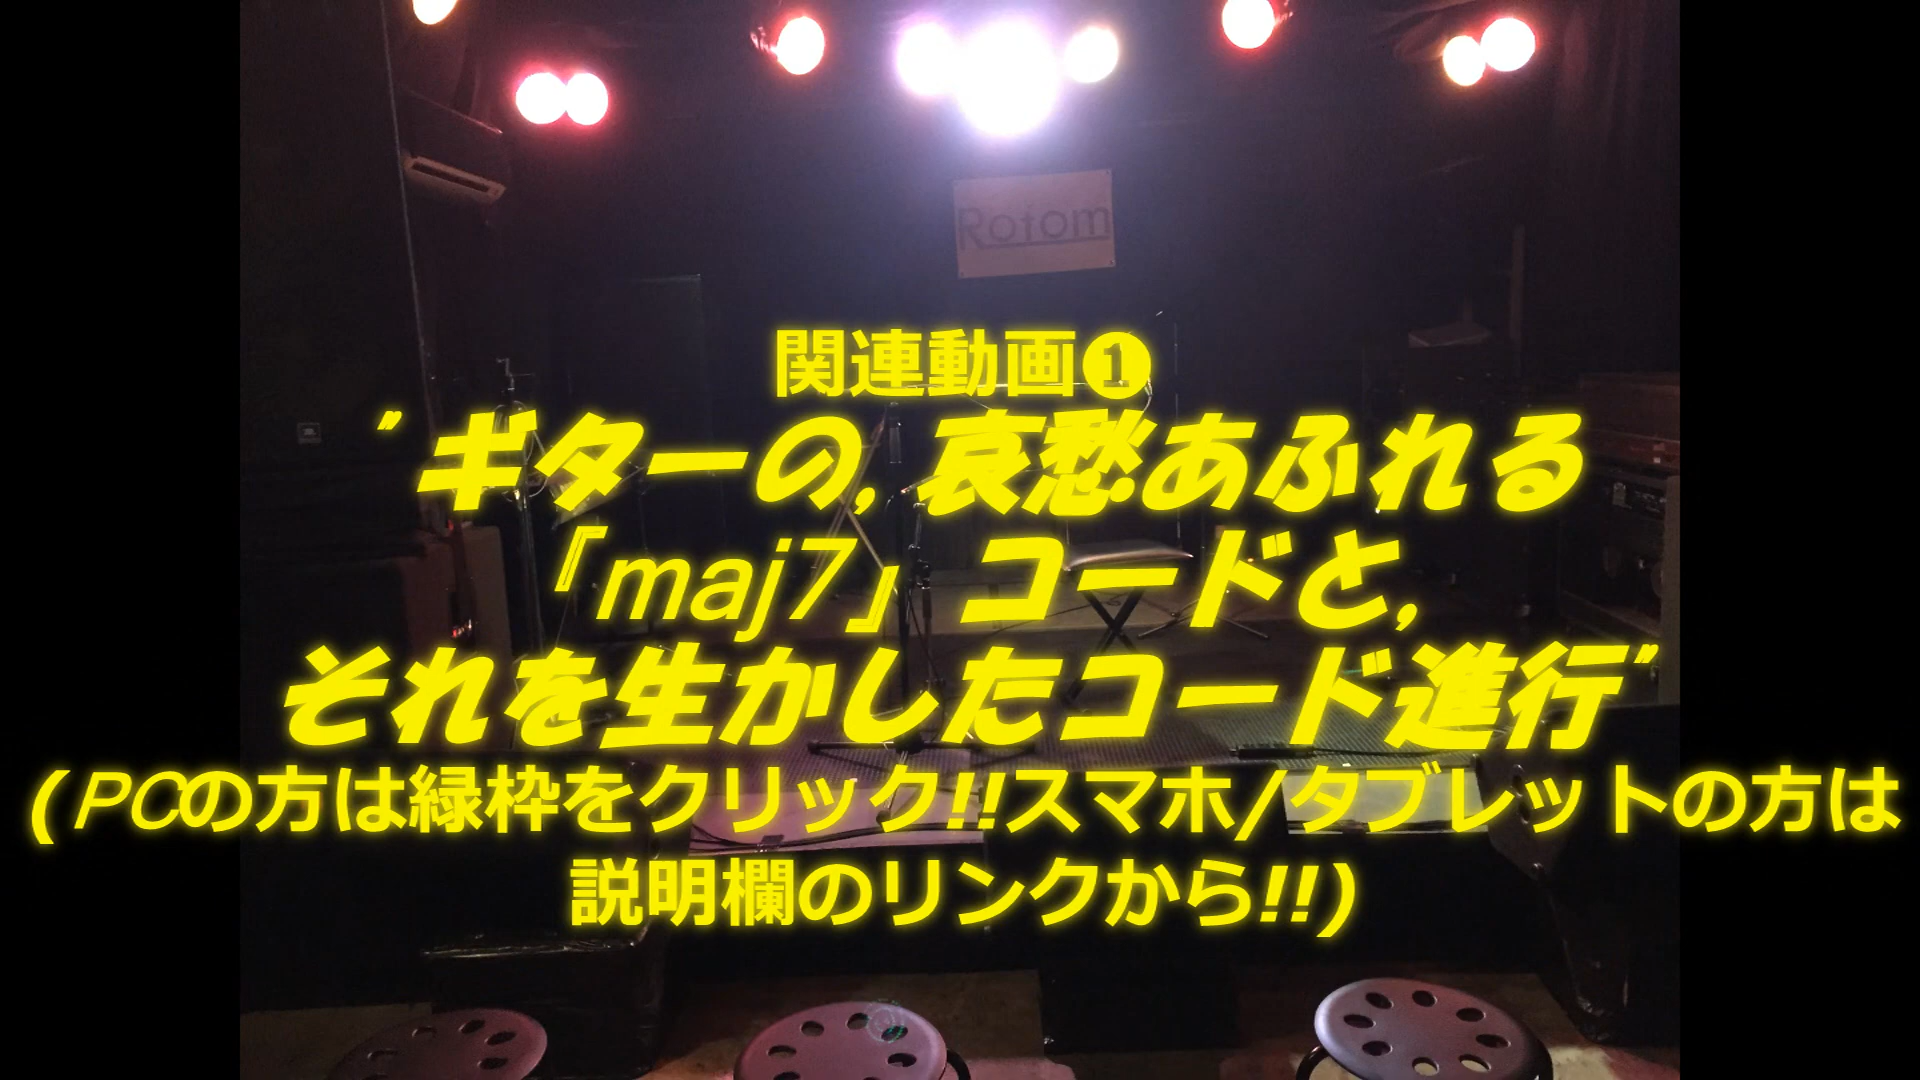 Rotom
関連動画❶
"ギターの,哀愁あふれる
『maj7』コードと,
それを生かしたコード進行"
(PCの方は緑枠をクリック!!スマホ/タブレットの方は
説明欄のリンクから!!)